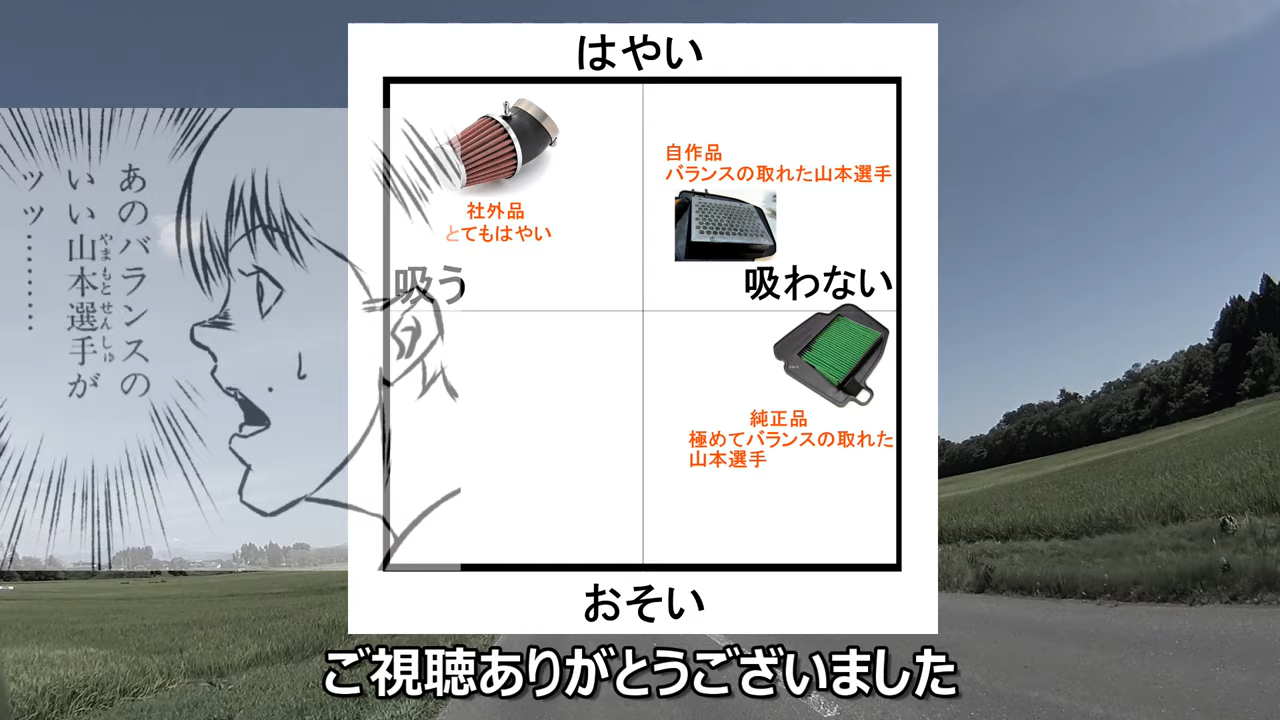 はやい
社外品
とてもはやい
自作品
バランスの取れた山本選手
吸う
吸わない
純正品
極めてバランスの取れた
山本選手
おそい
あのバランスの
いい山本選手が
やまもとせんしゅ
ッッ………
ご視聴ありがとうございました